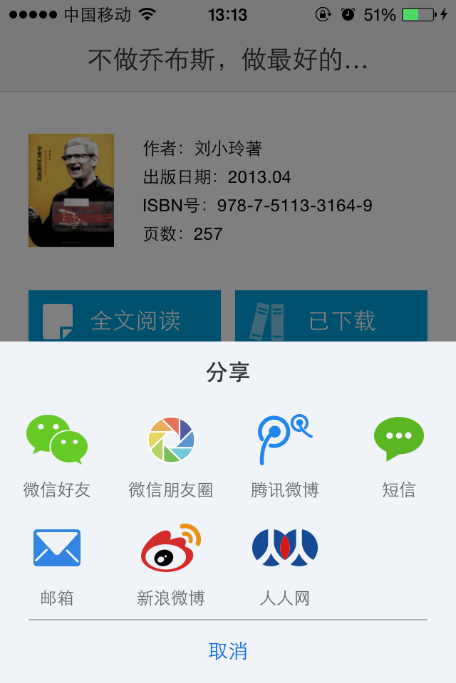 中国移动 13:13 51%
不做乔布斯，做最好的...
作者：刘小玲著
出版日期：2013.04
ISBN号：978-7-5113-3164-9
页数：257
全文阅读 已下载
分享
微信好友 微信朋友圈 腾讯微博 短信
邮箱 新浪微博 人人网
取消